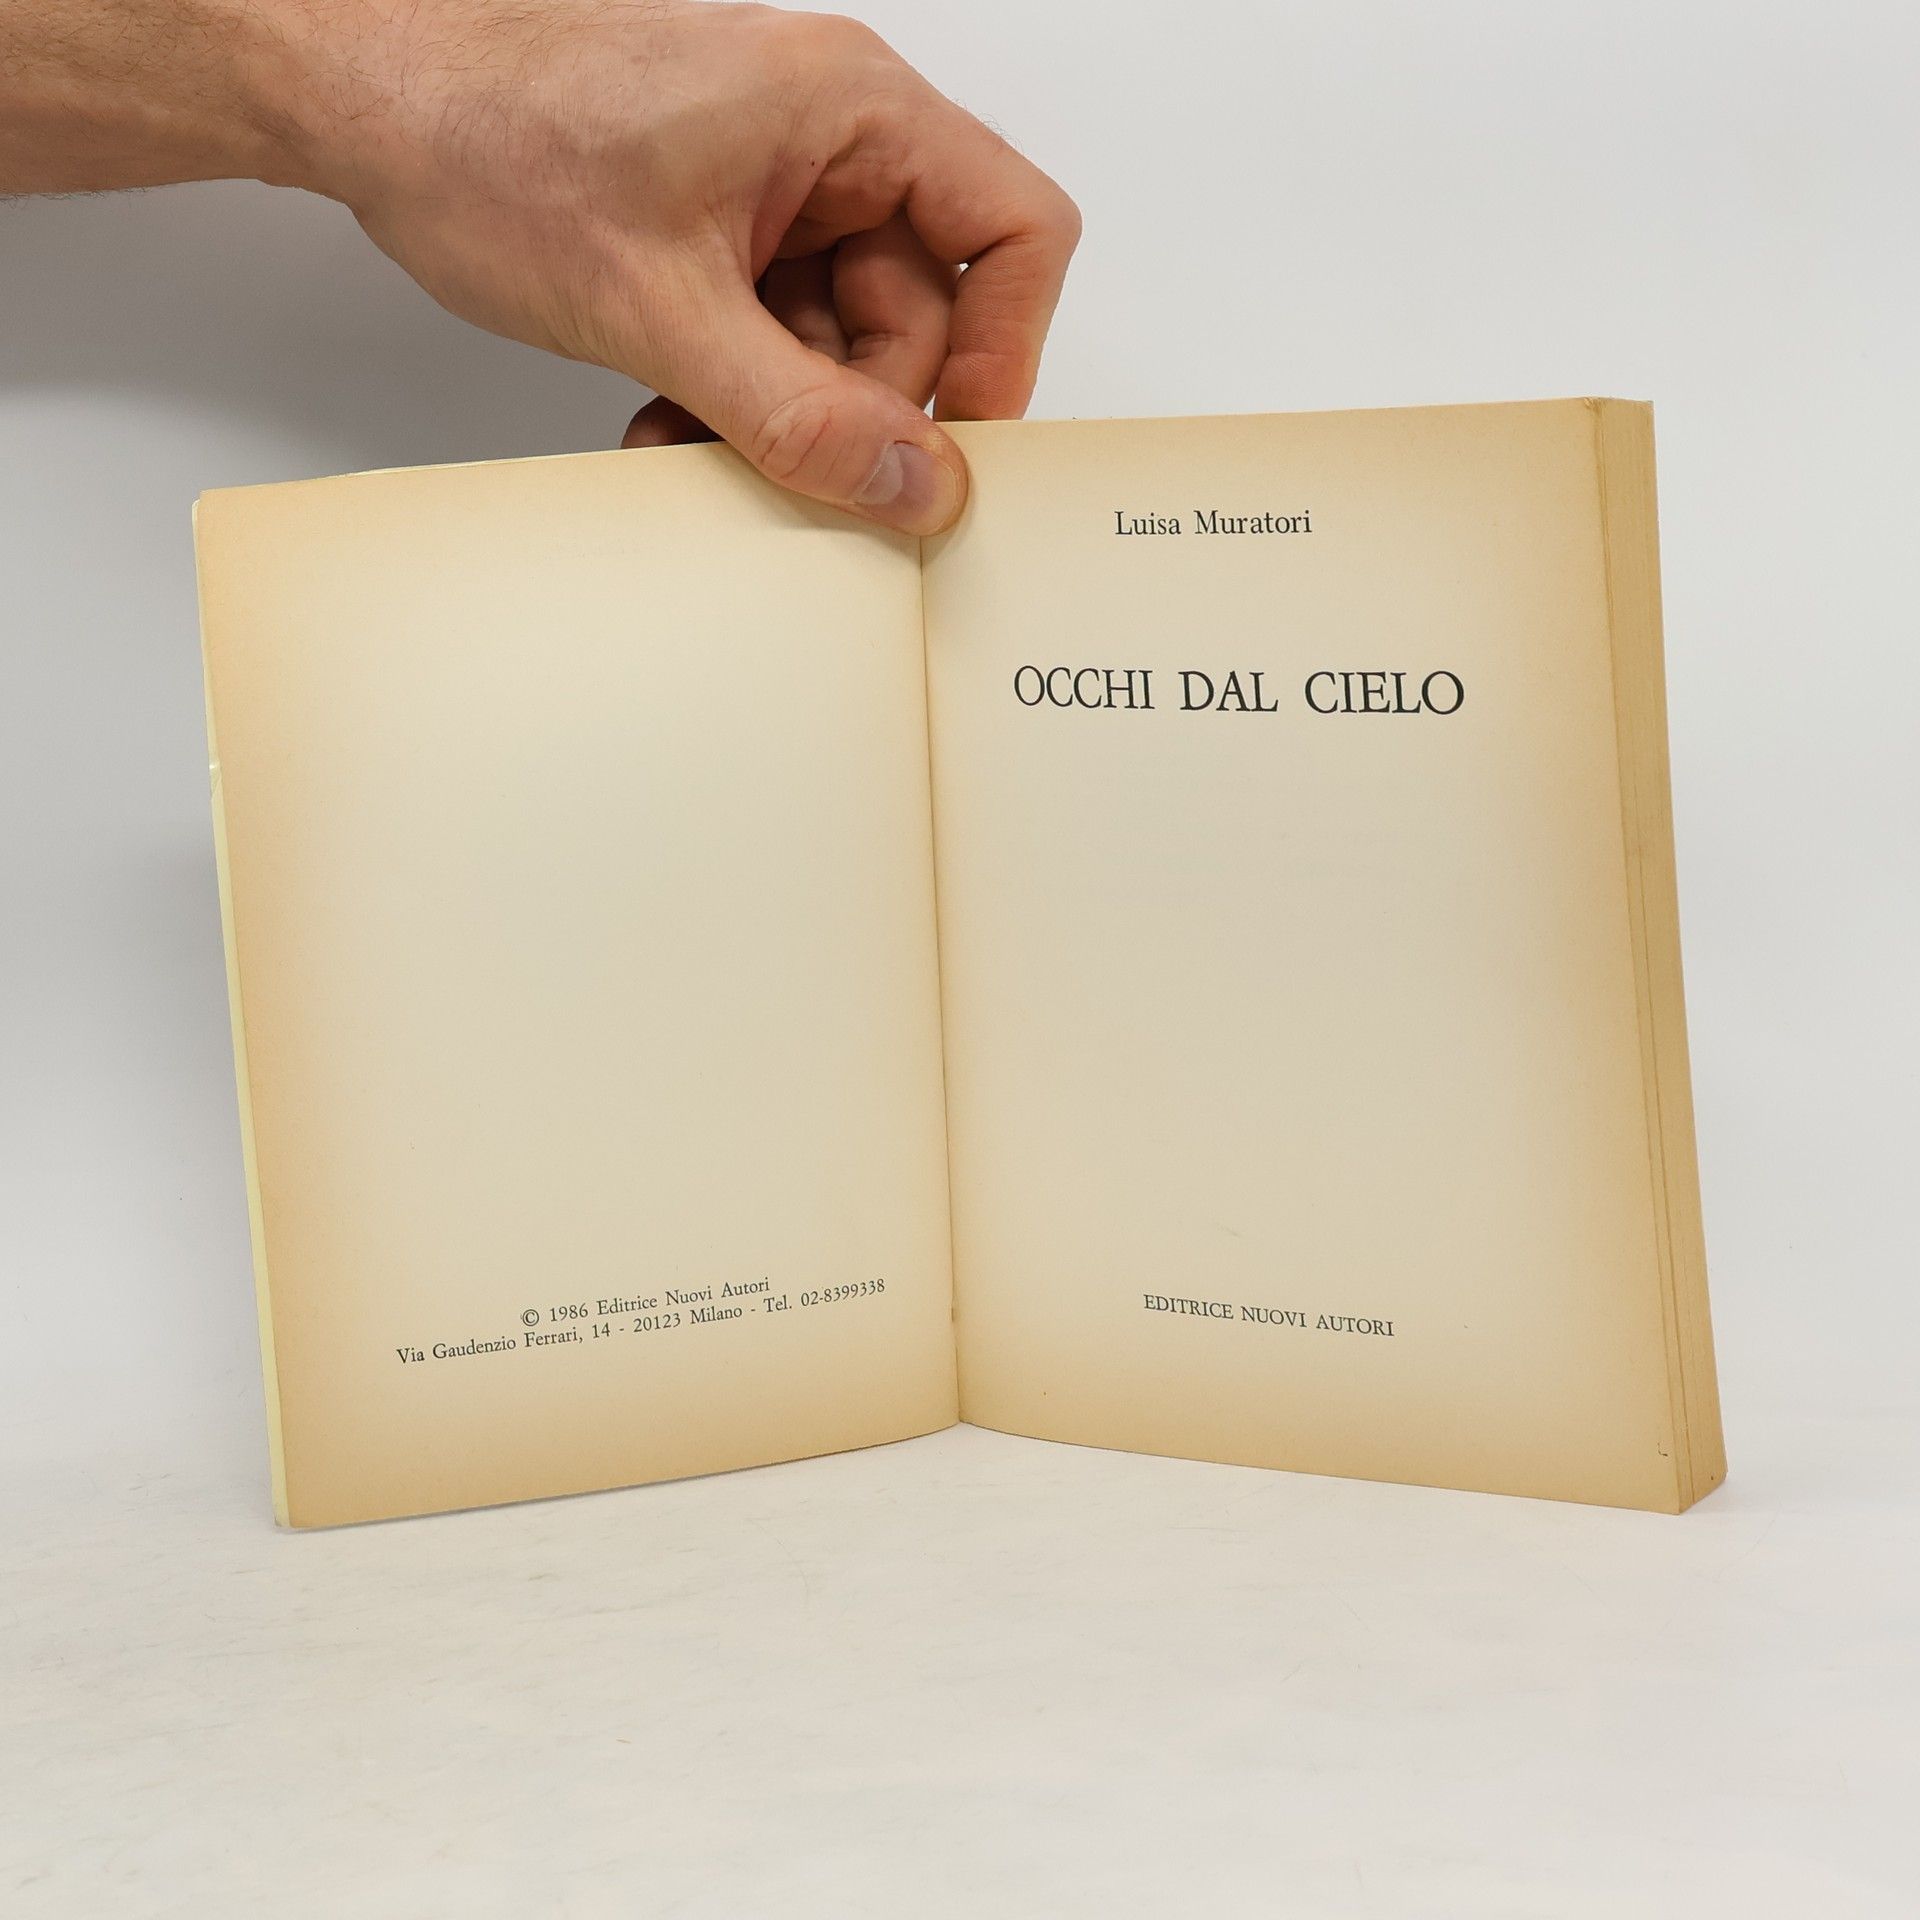 © 1986 Editrice Nuovi Autori
Via Gaudenzio Ferrari, 14 - 20123 Milano - Tel. 02-8399338
Luisa Muratori
OCCHI DAL CIELO
EDITRICE NUOVI AUTORI